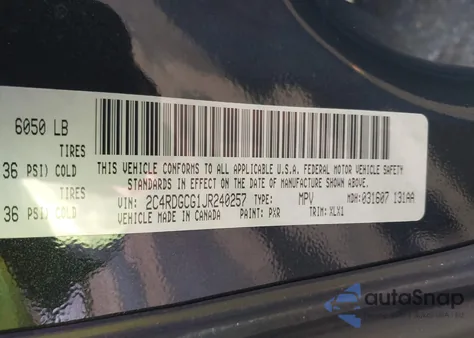 6050 LB
TIRES
36 PSI) COLD
TIRES
36 PSI) COLD
THIS VEHICLE CONFORMS TO ALL APPLICABLE U.S.A. FEDERAL MOTOR VEHICLE SAFETY
STANDARDS IN EFFECT ON THE DATE OF MANUFACTURE SHOWN ABOVE.
VIN: 2C4RDGCG1JR240257 TYPE: MPV MDH: 031607 131AA
VEHICLE MADE IN CANADA PAINT: PXR TRIM: XLX1
autoSnap